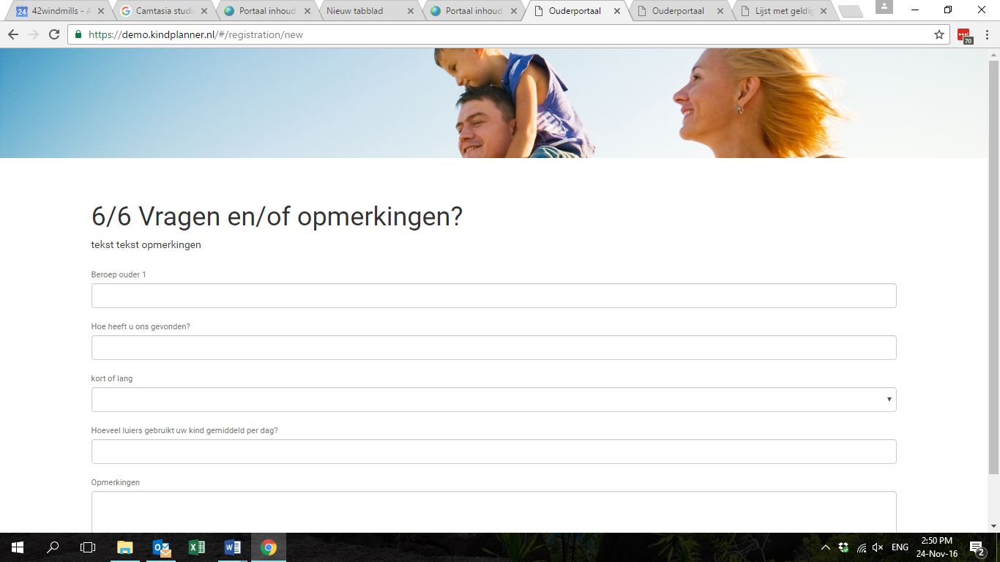 42windmills - A
Camtasia studi
Portaal inhoud
Nieuw tabblad
Portaal inhoud
Ouderportaal
Ouderportaal
Lijst met geldig
https://demo.kindplanner.nl/#/registration/new
6/6 Vragen en/of opmerkingen?
tekst tekst opmerkingen
Beroep ouder 1
Hoe heeft u ons gevonden?
kort of lang
Hoeveel luiers gebruikt uw kind gemiddeld per dag?
Opmerkingen
ENG
2:50 PM
24-Nov-16
24
70
2